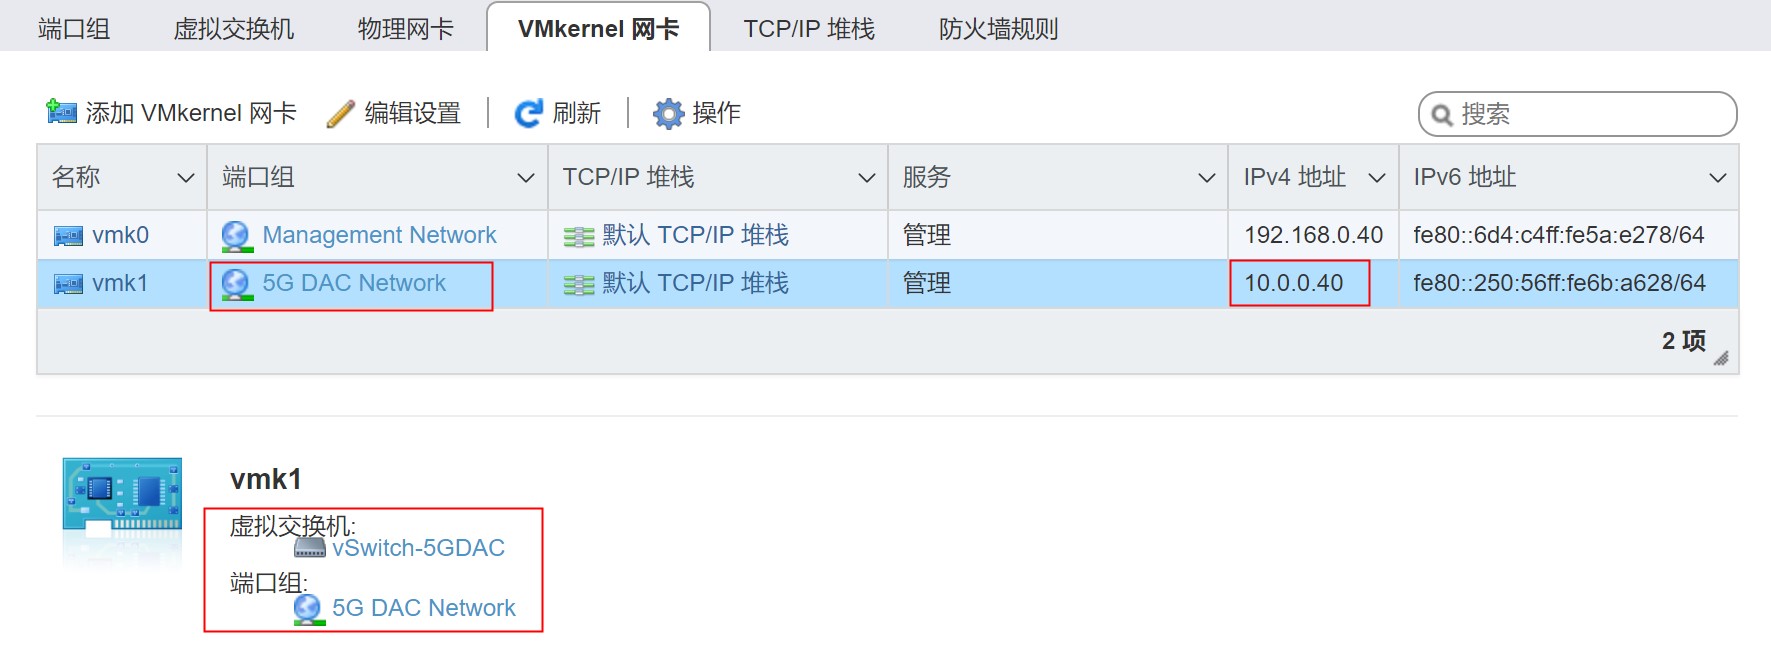 端口组 虚拟交换机 物理网卡 VMkernel 网卡 TCP/IP 堆栈 防火墙规则
添加 VMkernel 网卡 编辑设置 刷新 操作 搜索
名称 端口组 TCP/IP 堆栈 服务 IPv4 地址 IPv6 地址
vmk0 Management Network 默认 TCP/IP 堆栈 管理 192.168.0.40 fe80::6d4:c4ff:fe5a:e278/64
vmk1 5G DAC Network 默认 TCP/IP 堆栈 管理 10.0.0.40 fe80::250:56ff:fe6b:a628/64
2 项
vmk1
虚拟交换机:
vSwitch-5GDAC
端口组:
5G DAC Network